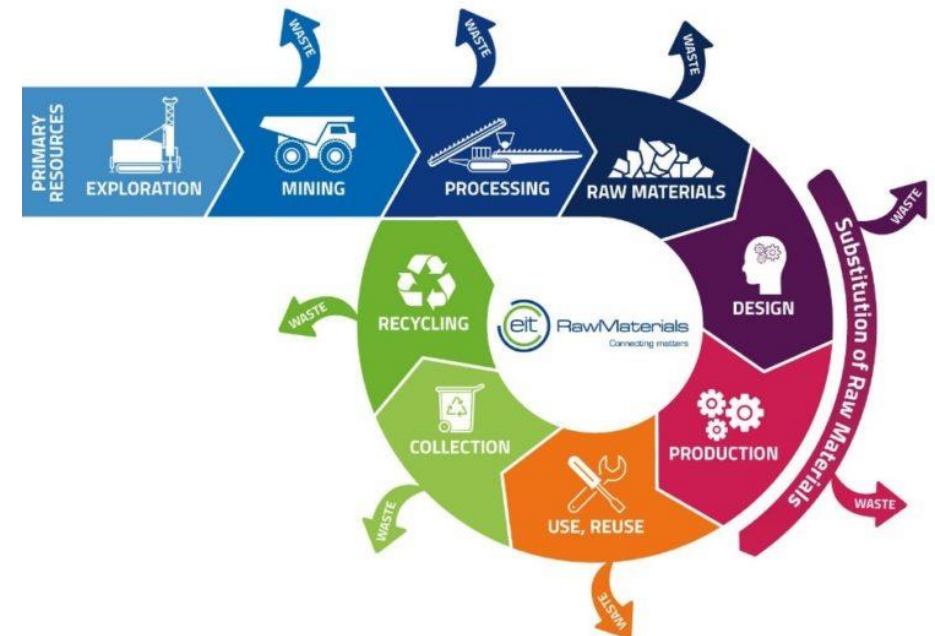 WASTE
WASTE
WASTE
PRIMARY
RESOURCES
EXPLORATION
MINING
PROCESSING
RAW MATERIALS
WASTE
Substitution of Raw Materials
DESIGN
RECYCLING
WASTE
eit RawMaterials
Connecting matters
COLLECTION
PRODUCTION
WASTE
USE, REUSE
WASTE
WASTE